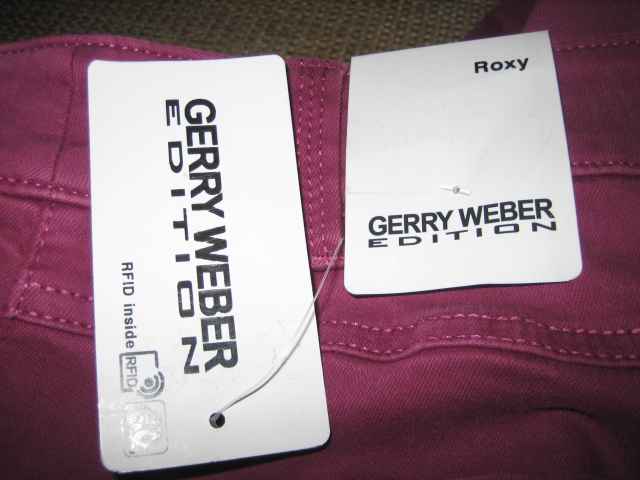 GERRY WEBER
EDITION
RFID inside
RFID
Roxy
GERRY WEBER
EDITION